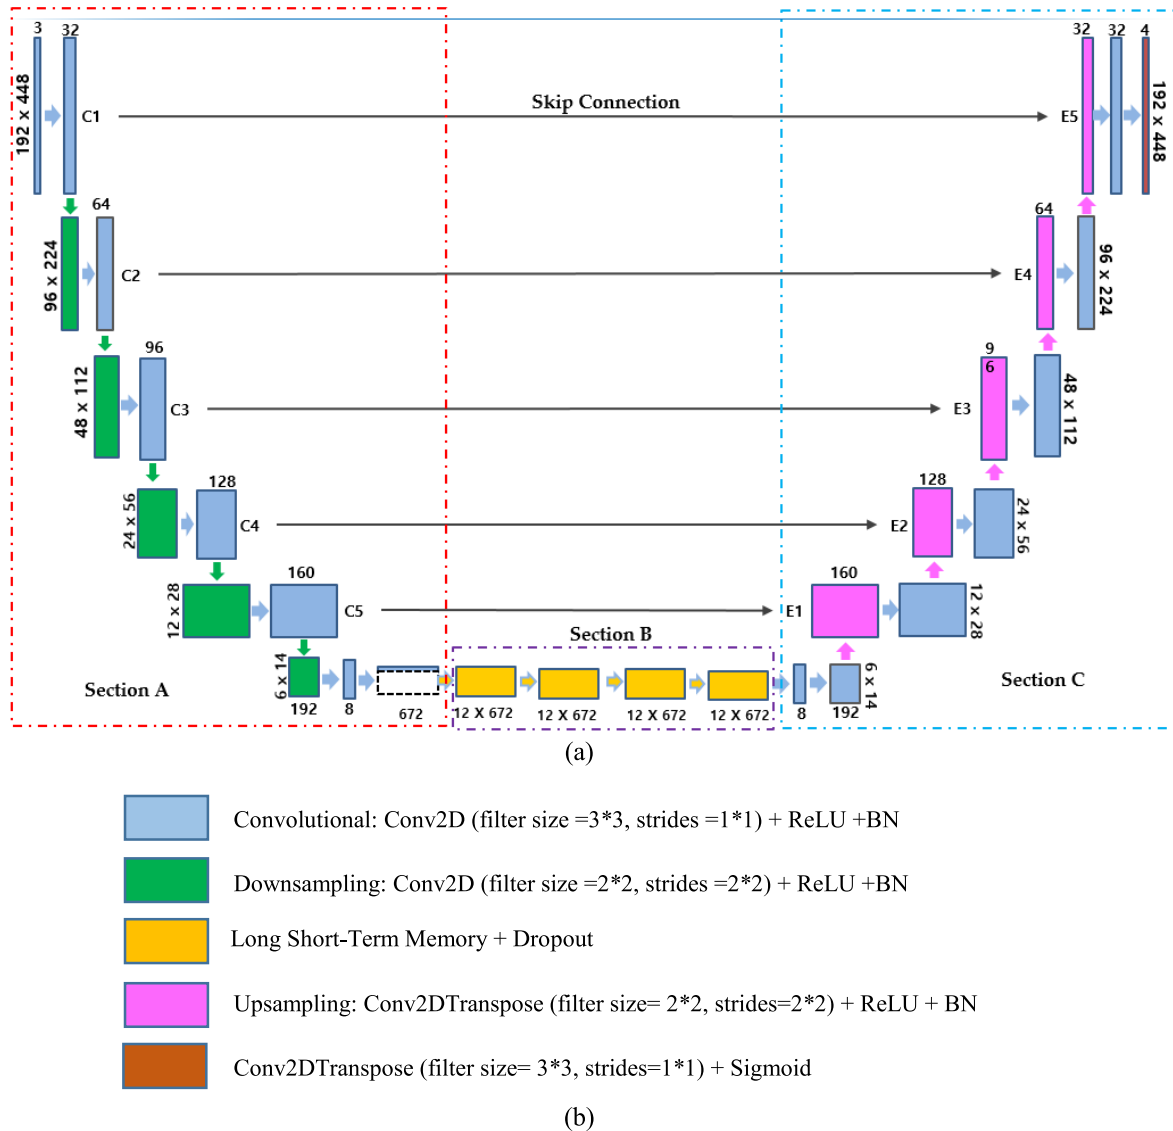 3 32
192 x 448
C1
Skip Connection
E5
32 32 4
192 x 448
64
96 x 224
C2
E4
64
96 x 224
96
48 x 112
C3
E3
9
6
48 x 112
128
24 x 56
C4
E2
128
24 x 56
160
12 x 28
C5
E1
160
12 x 28
Section A
6 x 14
192 8 672
Section B
12 X 672 12 X 672 12 X 672 12 X 672
8 192
6 x 14
Section C
(a)
Convolutional: Conv2D (filter size =3*3, strides =1*1) + ReLU +BN
Downsampling: Conv2D (filter size =2*2, strides =2*2) + ReLU +BN
Long Short-Term Memory + Dropout
Upsampling: Conv2DTranspose (filter size= 2*2, strides=2*2) + ReLU + BN
Conv2DTranspose (filter size= 3*3, strides=1*1) + Sigmoid
(b)